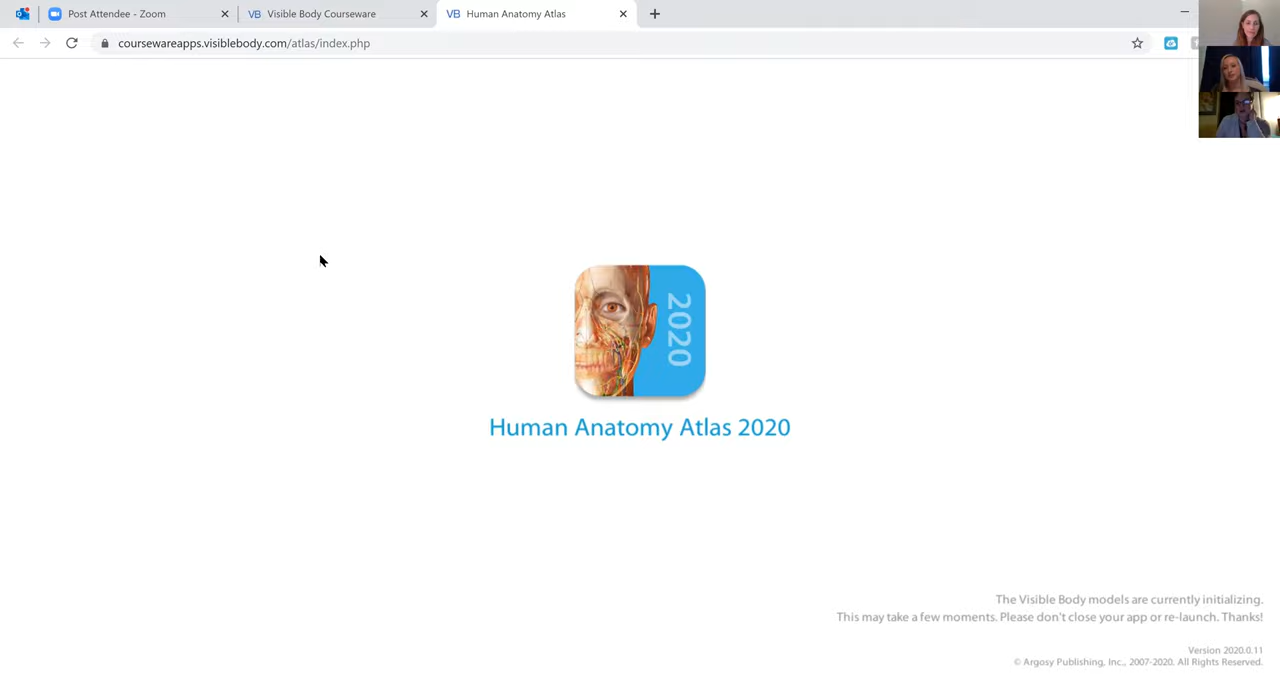 Post Attendee - Zoom
VB Visible Body Courseware
VB Human Anatomy Atlas
coursewareapps.visiblebody.com/atlas/index.php
2020
Human Anatomy Atlas 2020
The Visible Body models are currently initializing.
This may take a few moments. Please don't close your app or re-launch. Thanks!
Version 2020.0.11
© Argosy Publishing, Inc., 2007-2020. All Rights Reserved.